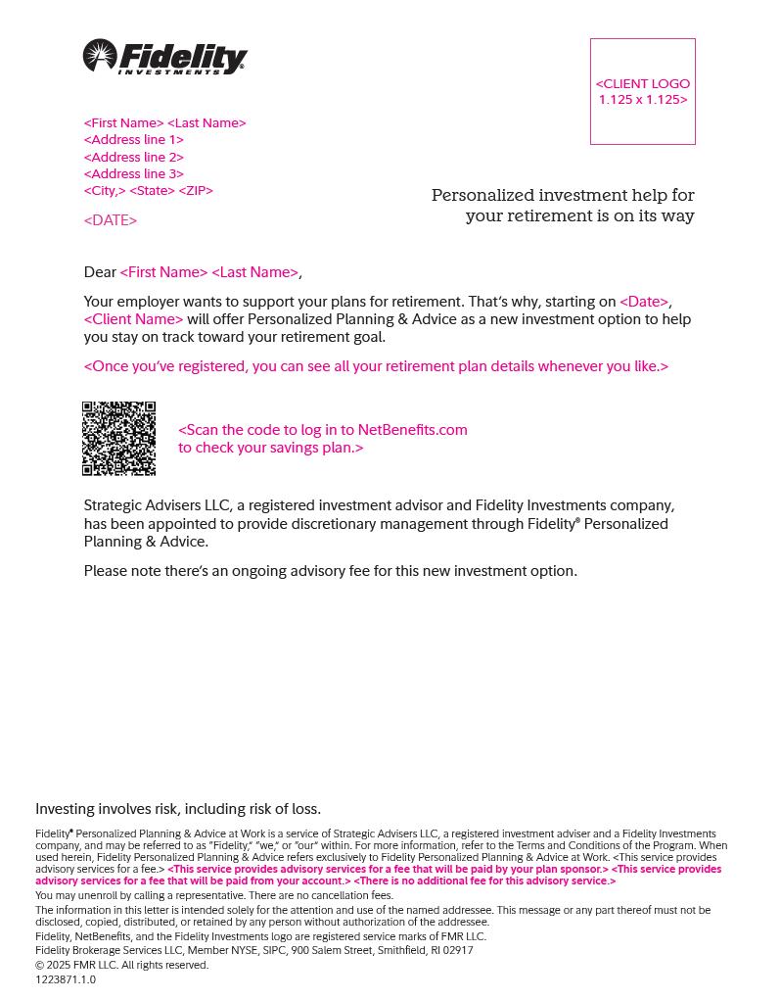 Fidelity®
INVESTMENTS
<CLIENT LOGO
1.125 x 1.125>
<First Name> <Last Name>
<Address line 1>
<Address line 2>
<Address line 3>
<City,> <State> <ZIP>
<DATE>
Personalized investment help for
your retirement is on its way
Dear <First Name> <Last Name>,
Your employer wants to support your plans for retirement. That's why, starting on <Date>,
<Client Name> will offer Personalized Planning & Advice as a new investment option to help
you stay on track toward your retirement goal.
<Once you've registered, you can see all your retirement plan details whenever you like.>
<Scan the code to log in to NetBenefits.com
to check your savings plan.>
Strategic Advisers LLC, a registered investment advisor and Fidelity Investments company,
has been appointed to provide discretionary management through Fidelity® Personalized
Planning & Advice.
Please note there's an ongoing advisory fee for this new investment option.
Investing involves risk, including risk of loss.
Fidelity® Personalized Planning & Advice at Work is a service of Strategic Advisers LLC, a registered investment adviser and a Fidelity Investments
company, and may be referred to as "Fidelity," "we," or "our" within. For more information, refer to the Terms and Conditions of the Program. When
used herein, Fidelity Personalized Planning & Advice refers exclusively to Fidelity Personalized Planning & Advice at Work. <This service provides
advisory services for a fee.> <This service provides advisory services for a fee that will be paid by your plan sponsor.> <This service provides
advisory services for a fee that will be paid from your account.> <There is no additional fee for this advisory service.>
You may unenroll by calling a representative. There are no cancellation fees.
The information in this letter is intended solely for the attention and use of the named addressee. This message or any part thereof must not be
disclosed, copied, distributed, or retained by any person without authorization of the addressee.
Fidelity, NetBenefits, and the Fidelity Investments logo are registered service marks of FMR LLC.
Fidelity Brokerage Services LLC, Member NYSE, SIPC, 900 Salem Street, Smithfield, RI 02917
© 2025 FMR LLC. All rights reserved.
1223871.1.0